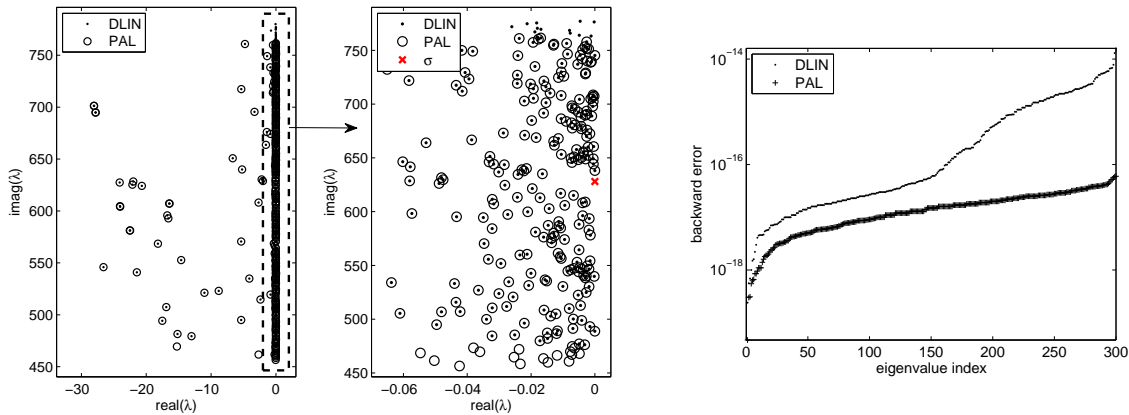 DLIN
PAL
750
700
650
600
550
500
450
400
−30
−20
−10
0
real(λ)
imag(λ)
DLIN
PAL
σ
750
700
650
600
550
500
450
−0.06
−0.04
−0.02
0
real(λ)
imag(λ)
DLIN
PAL
10−14
10−16
10−18
0
50
100
150
200
250
300
eigenvalue index
backward error